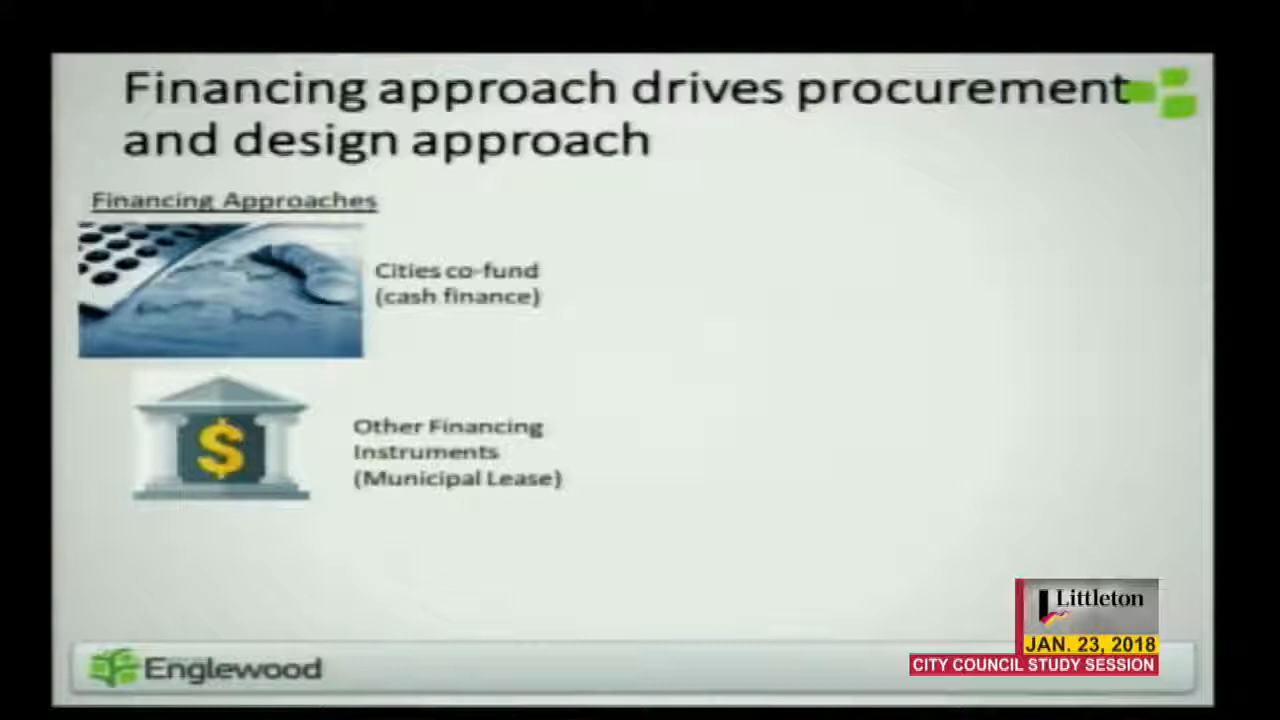 Financing approach drives procurement
and design approach
Financing Approaches
Cities co-fund
(cash finance)
$
Other Financing
Instruments
(Municipal Lease)
Littleton
JAN. 23, 2018
CITY COUNCIL STUDY SESSION
Englewood